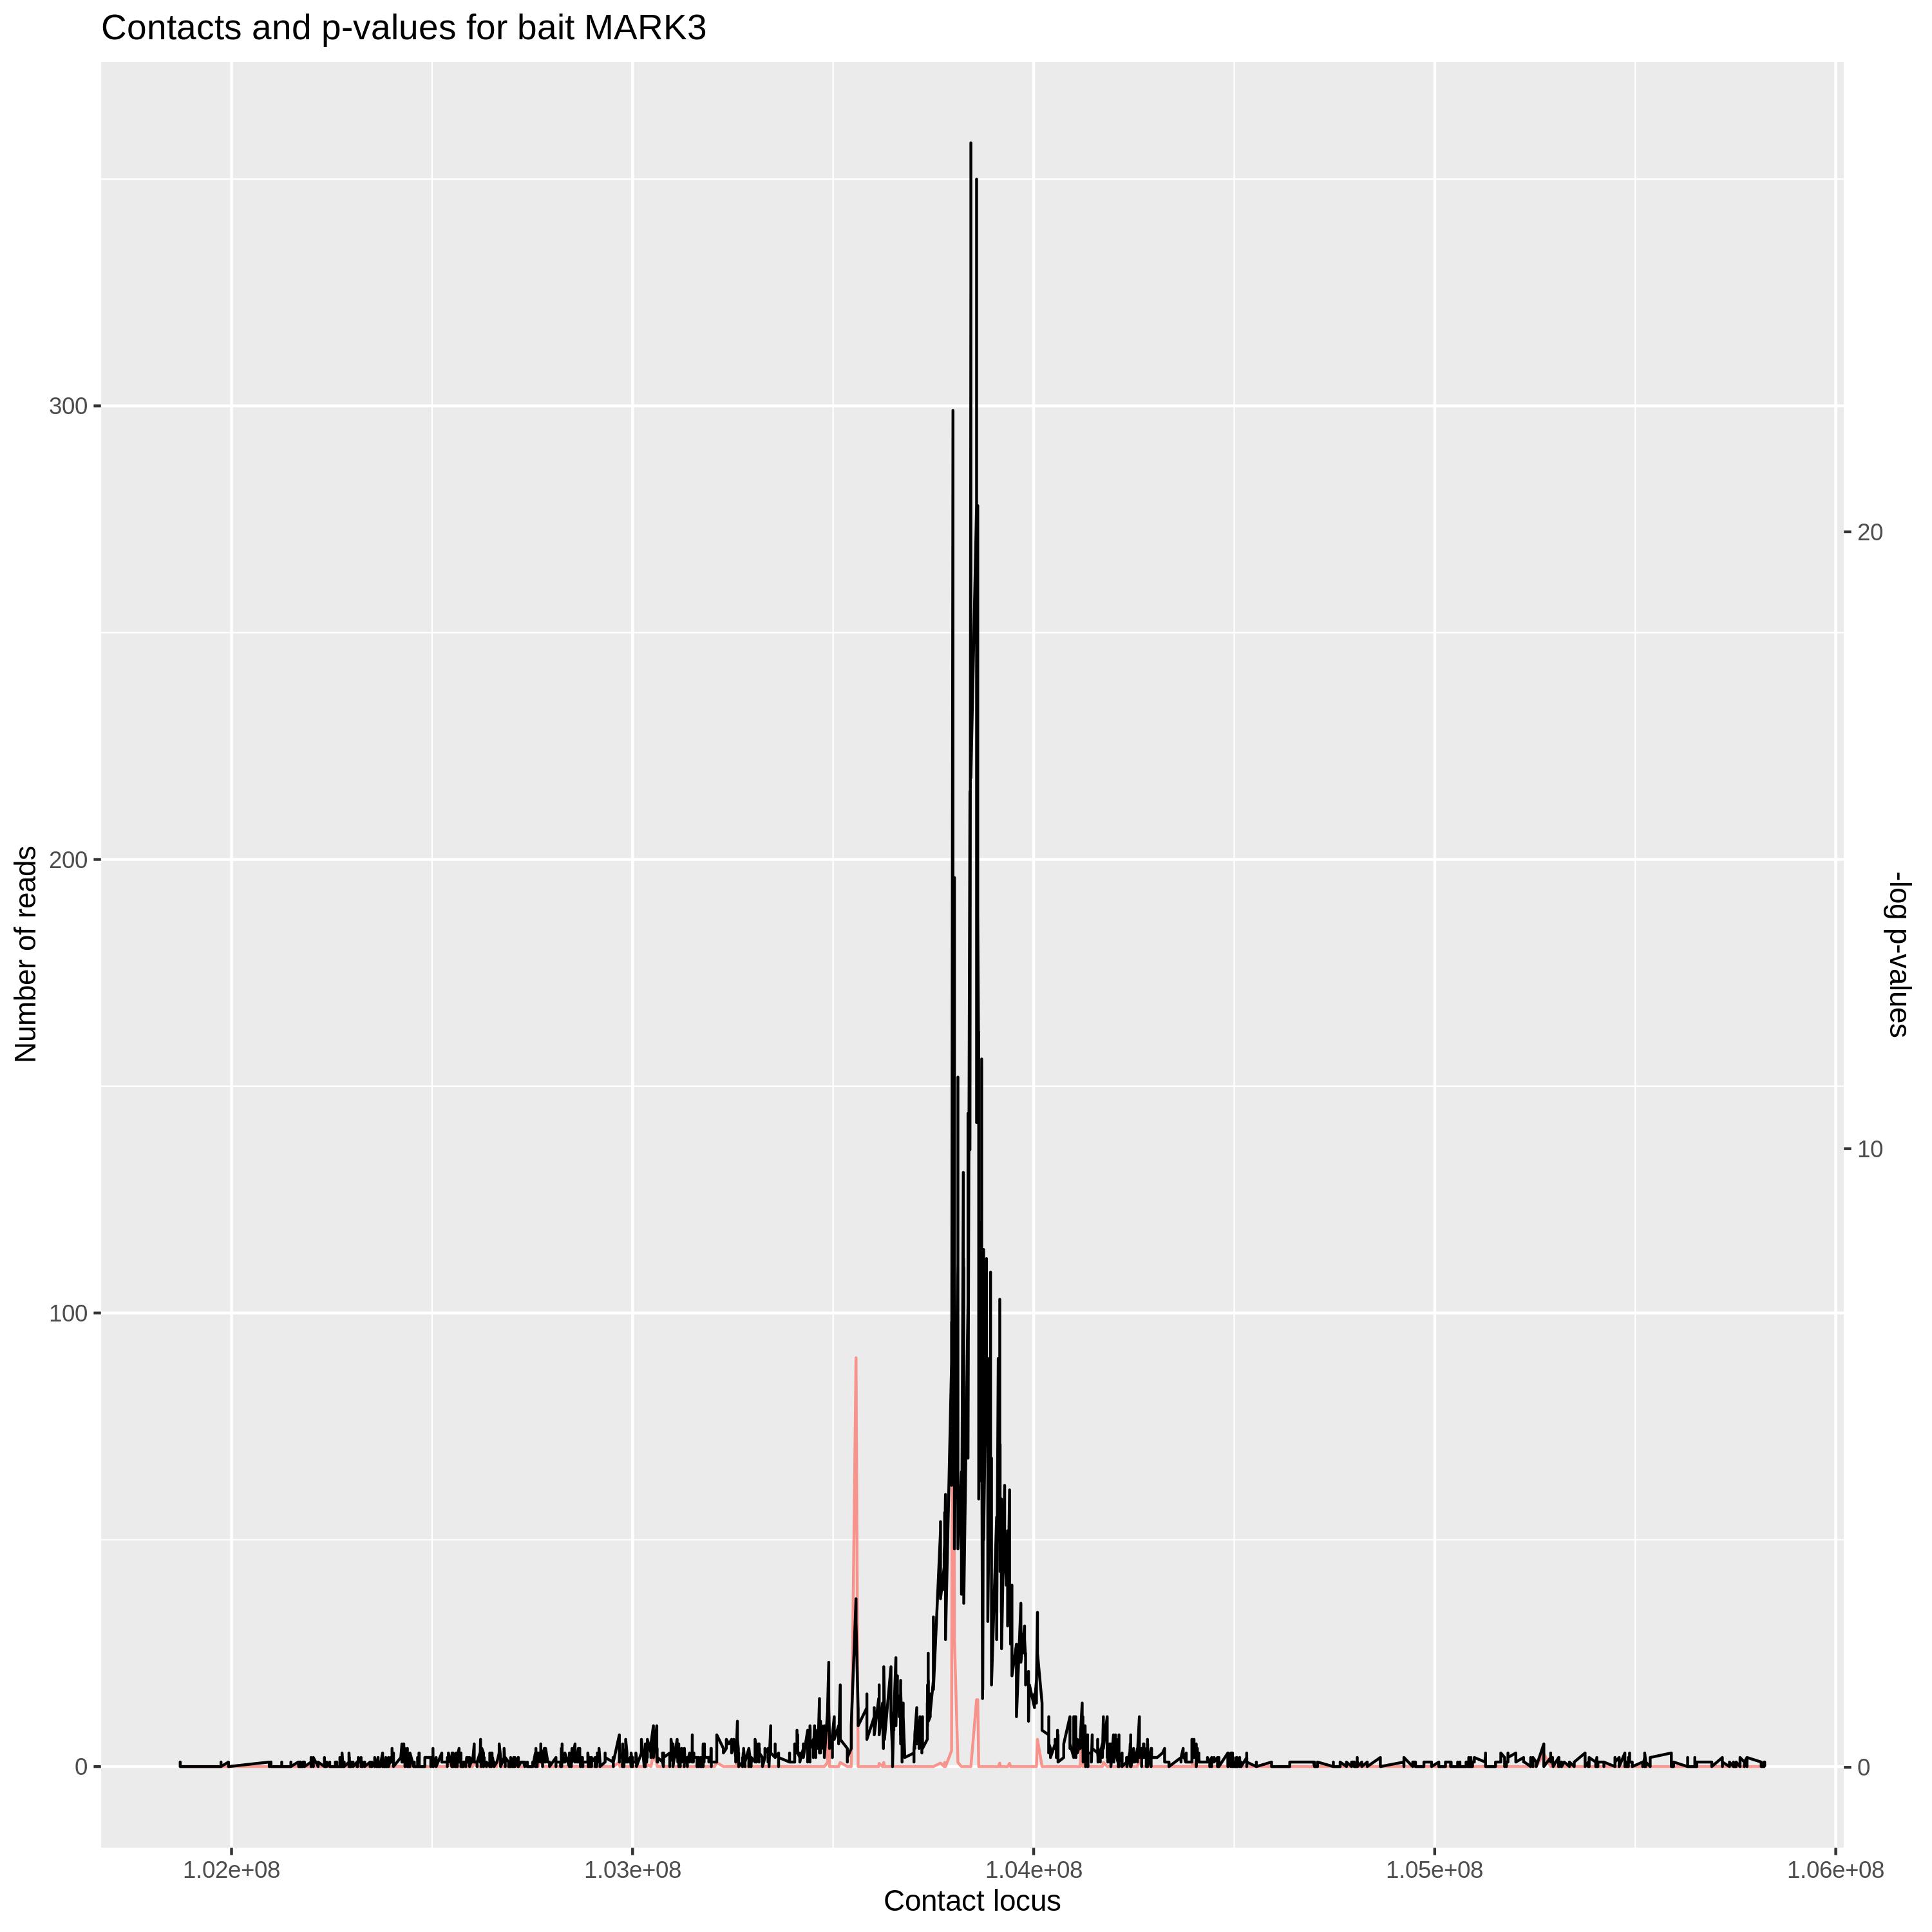 Contacts and p-values for bait MARK3
300
200
100
0
Number of reads
20
10
0
-log p-values
1.02e+08 1.03e+08 1.04e+08 1.05e+08 1.06e+08
Contact locus